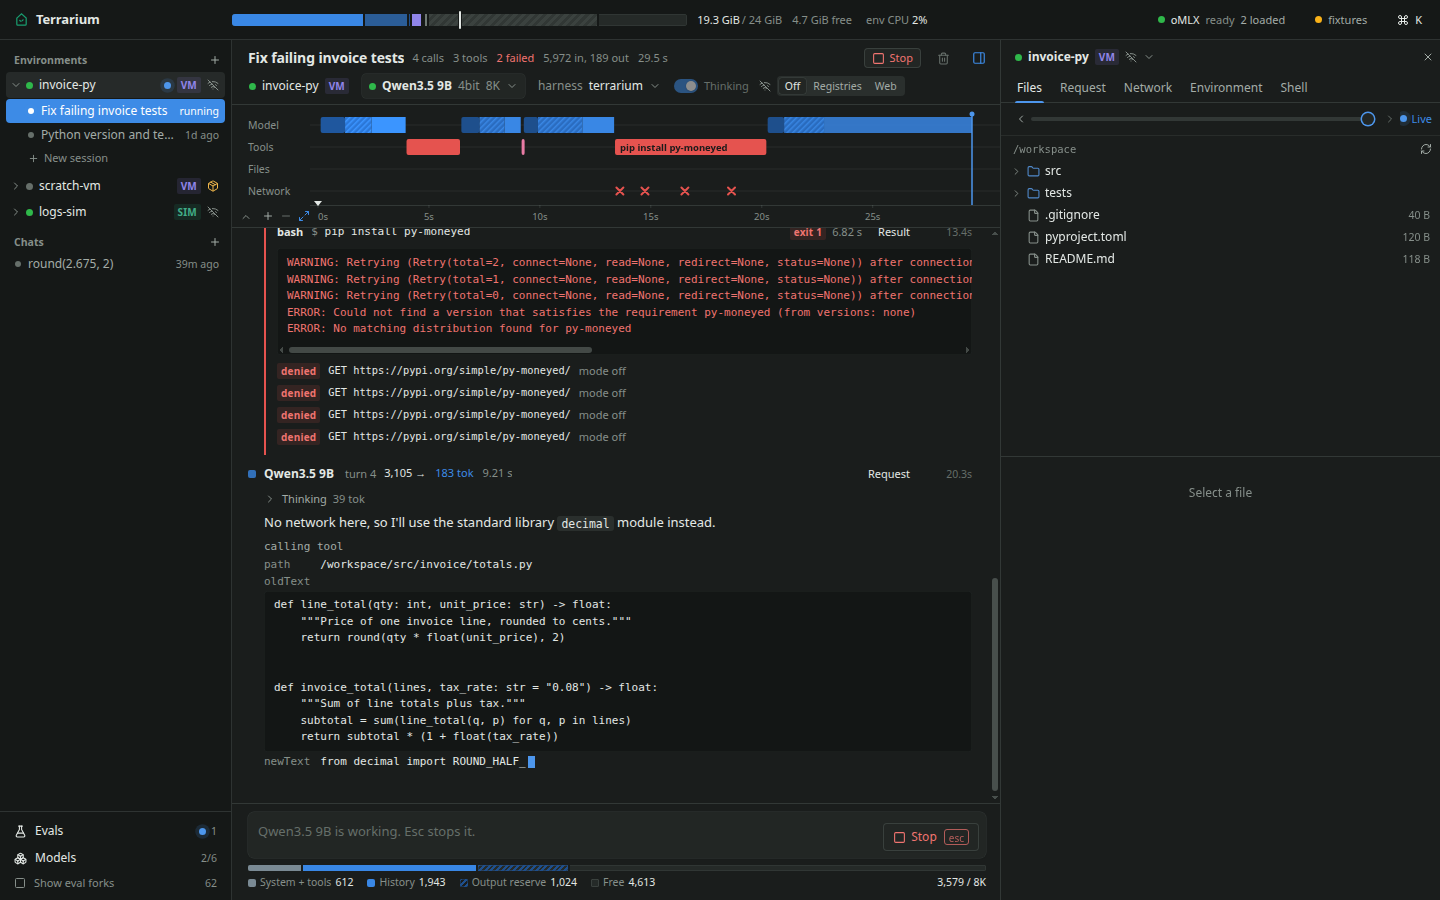 Terrarium
19.3 GiB / 24 GiB 4.7 GiB free env CPU 2%
oMLX ready 2 loaded
fixtures
⌘ K
Environments
invoice-py VM
Fix failing invoice tests running
Python version and te... 1d ago
New session
scratch-vm VM
logs-sim SIM
Chats
round(2.675, 2) 39m ago
Evals 1
Models 2/6
Show eval forks 62
Fix failing invoice tests 4 calls 3 tools 2 failed 5,972 in, 189 out 29.5 s
Stop
invoice-py VM Qwen3.5 9B 4bit 8K harness terrarium Thinking Off Registries Web
Model
Tools pip install py-moneyed
Files
Network
0s 5s 10s 15s 20s 25s
bash $ pip install py-moneyed exit 1 6.82 s Result 13.4s
WARNING: Retrying (Retry(total=2, connect=None, read=None, redirect=None, status=None)) after connection
WARNING: Retrying (Retry(total=1, connect=None, read=None, redirect=None, status=None)) after connection
WARNING: Retrying (Retry(total=0, connect=None, read=None, redirect=None, status=None)) after connection
ERROR: Could not find a version that satisfies the requirement py-moneyed (from versions: none)
ERROR: No matching distribution found for py-moneyed
denied GET https://pypi.org/simple/py-moneyed/ mode off
denied GET https://pypi.org/simple/py-moneyed/ mode off
denied GET https://pypi.org/simple/py-moneyed/ mode off
denied GET https://pypi.org/simple/py-moneyed/ mode off
Qwen3.5 9B turn 4 3,105 → 183 tok 9.21 s Request 20.3s
Thinking 39 tok
No network here, so I'll use the standard library decimal module instead.
calling tool
path /workspace/src/invoice/totals.py
oldText
def line_total(qty: int, unit_price: str) -> float:
"""Price of one invoice line, rounded to cents."""
return round(qty * float(unit_price), 2)
def invoice_total(lines, tax_rate: str = "0.08") -> float:
"""Sum of line totals plus tax."""
subtotal = sum(line_total(q, p) for q, p in lines)
return subtotal * (1 + float(tax_rate))
newText from decimal import ROUND_HALF_
Qwen3.5 9B is working. Esc stops it.
Stop esc
System + tools 612 History 1,943 Output reserve 1,024 Free 4,613 3,579 / 8K
invoice-py VM
Files Request Network Environment Shell
Live
/workspace
src
tests
.gitignore 40 B
pyproject.toml 120 B
README.md 118 B
Select a file